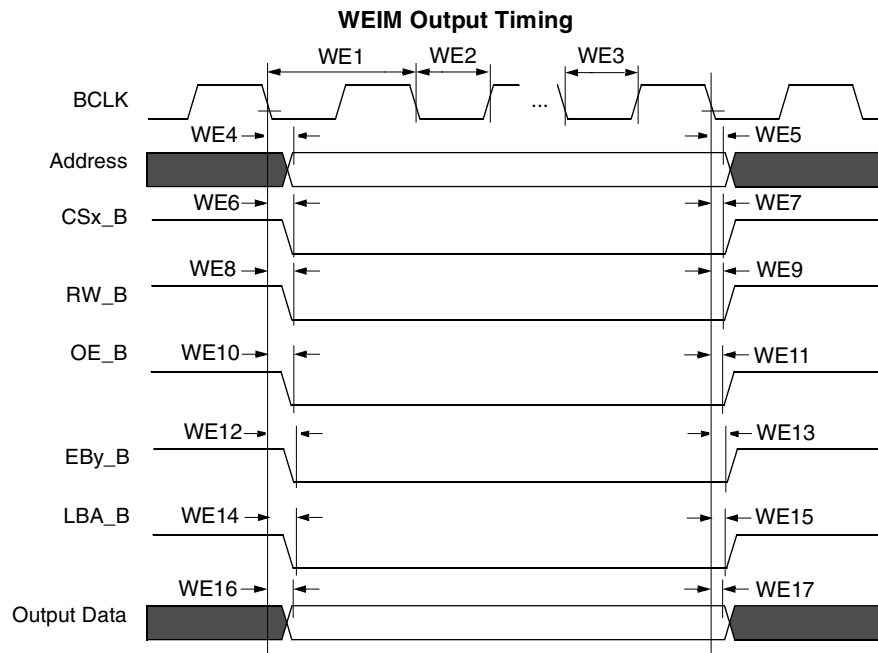 WEIM Output Timing
WE1 WE2 WE3
BCLK ...
WE4 WE5
Address
WE6 WE7
CSx_B
WE8 WE9
RW_B
WE10 WE11
OE_B
WE12 WE13
EBy_B
WE14 WE15
LBA_B
WE16 WE17
Output Data